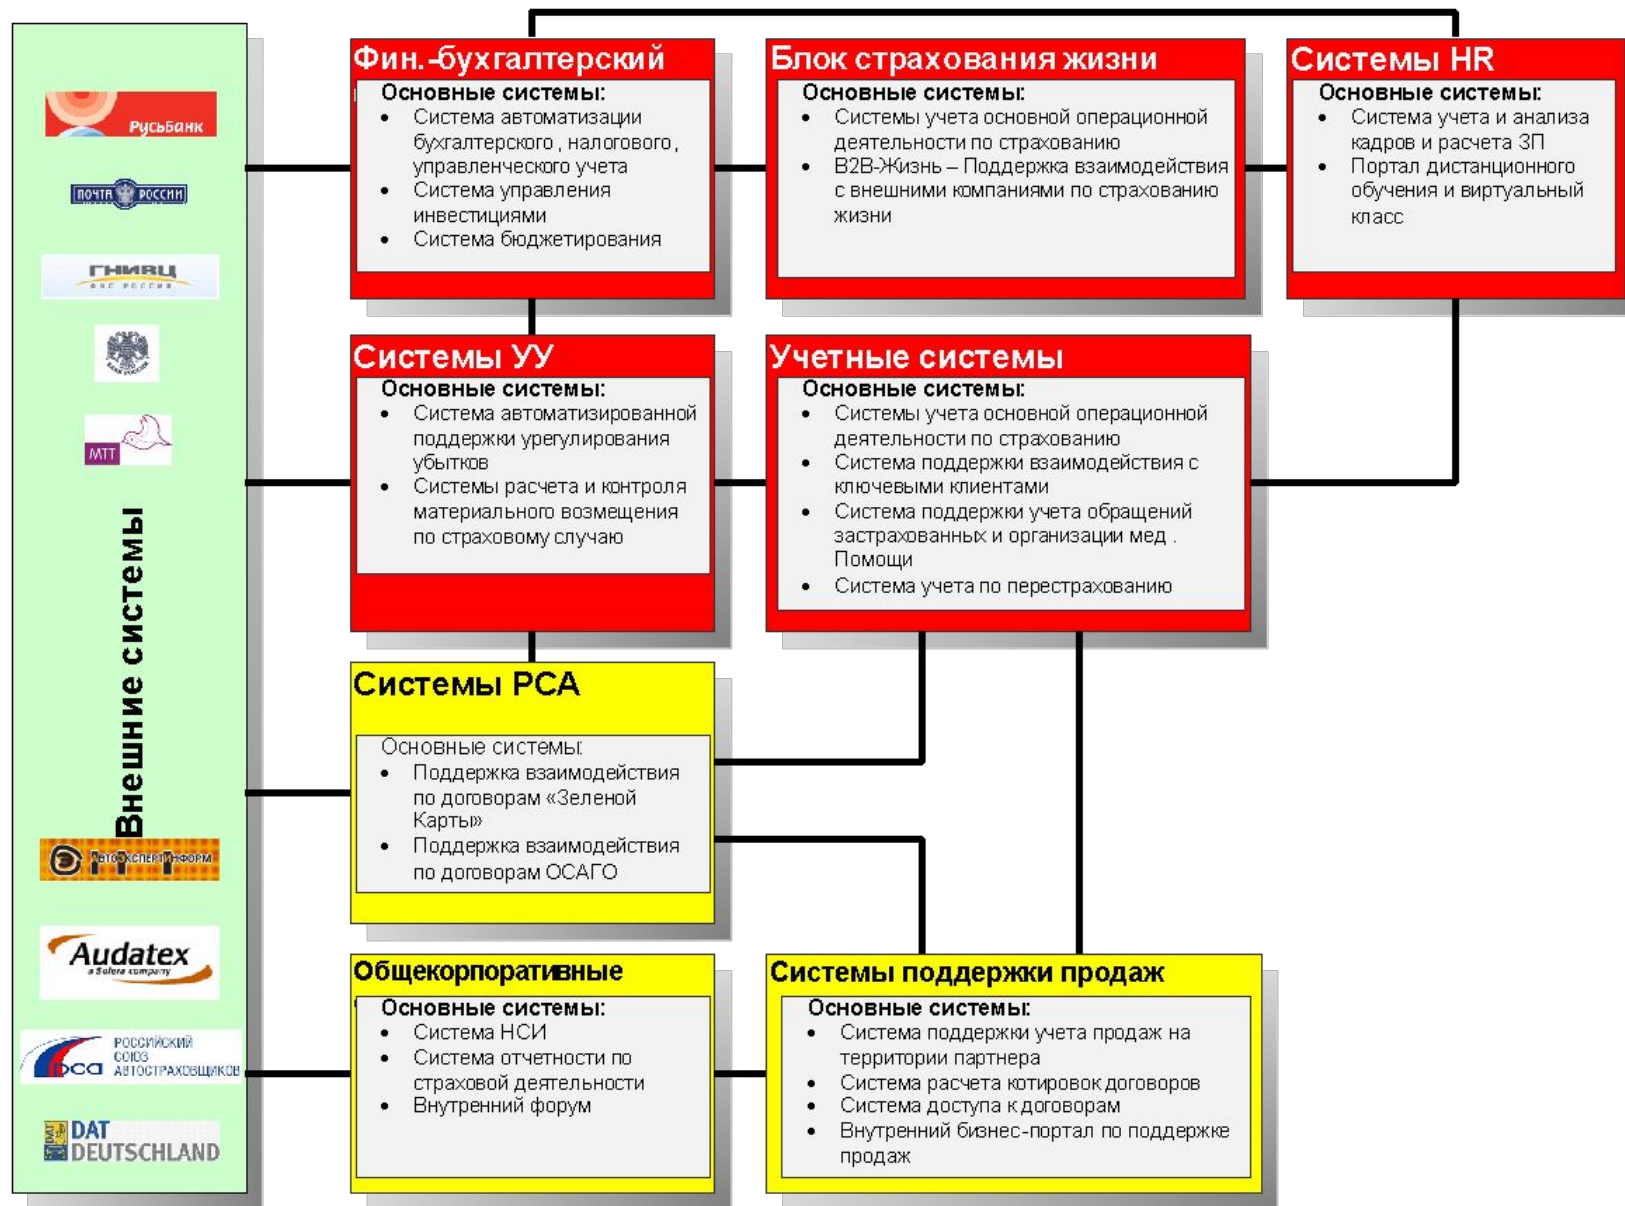 РусьБанк
ПОЧТА РОССИИ
ГНИВЦ
ФНС РОССИЯ
БАНК РОССИИ
МТТ
Внешние системы
АВТОЭКСПЕРТИНФОРМ
Audatex
a Solera company
РОССИЙСКИЙ
СОЮЗ
АВТОСТРАХОВЩИКОВ
рса
DAT
DAT
DEUTSCHLAND
Фин.-бухгалтерский
Основные системы:
• Система автоматизации
бухгалтерского , налогового ,
управленческого учета
• Система управления
инвестициями
• Система бюджетирования
Блок страхования жизни
Основные системы:
• Системы учета основной операционной
деятельности по страхованию
• В2В-Жизнь – Поддержка взаимодействия
с внешними компаниями по страхованию
жизни
Системы HR
Основные системы:
• Система учета и анализа
кадров и расчета ЗП
• Портал дистанционного
обучения и виртуальный
класс
Системы УУ
Основные системы:
• Система автоматизированной
поддержки урегулирования
убытков
• Системы расчета и контроля
материального возмещения
по страховому случаю
Учетные системы
Основные системы:
• Системы учета основной операционной
деятельности по страхованию
• Система поддержки взаимодействия с
ключевыми клиентами
• Система поддержки учета обращений
застрахованных и организации мед .
Помощи
• Система учета по перестрахованию
Системы РСА
Основные системы:
• Поддержка взаимодействия
по договорам «Зеленой
Карты»
• Поддержка взаимодействия
по договорам ОСАГО
Общекорпоративные
Основные системы:
• Система НСИ
• Система отчетности по
страховой деятельности
• Внутренний форум
Системы поддержки продаж
Основные системы:
• Система поддержки учета продаж на
территории партнера
• Система расчета котировок договоров
• Система доступа к договорам
• Внутренний бизнес-портал по поддержке
продаж